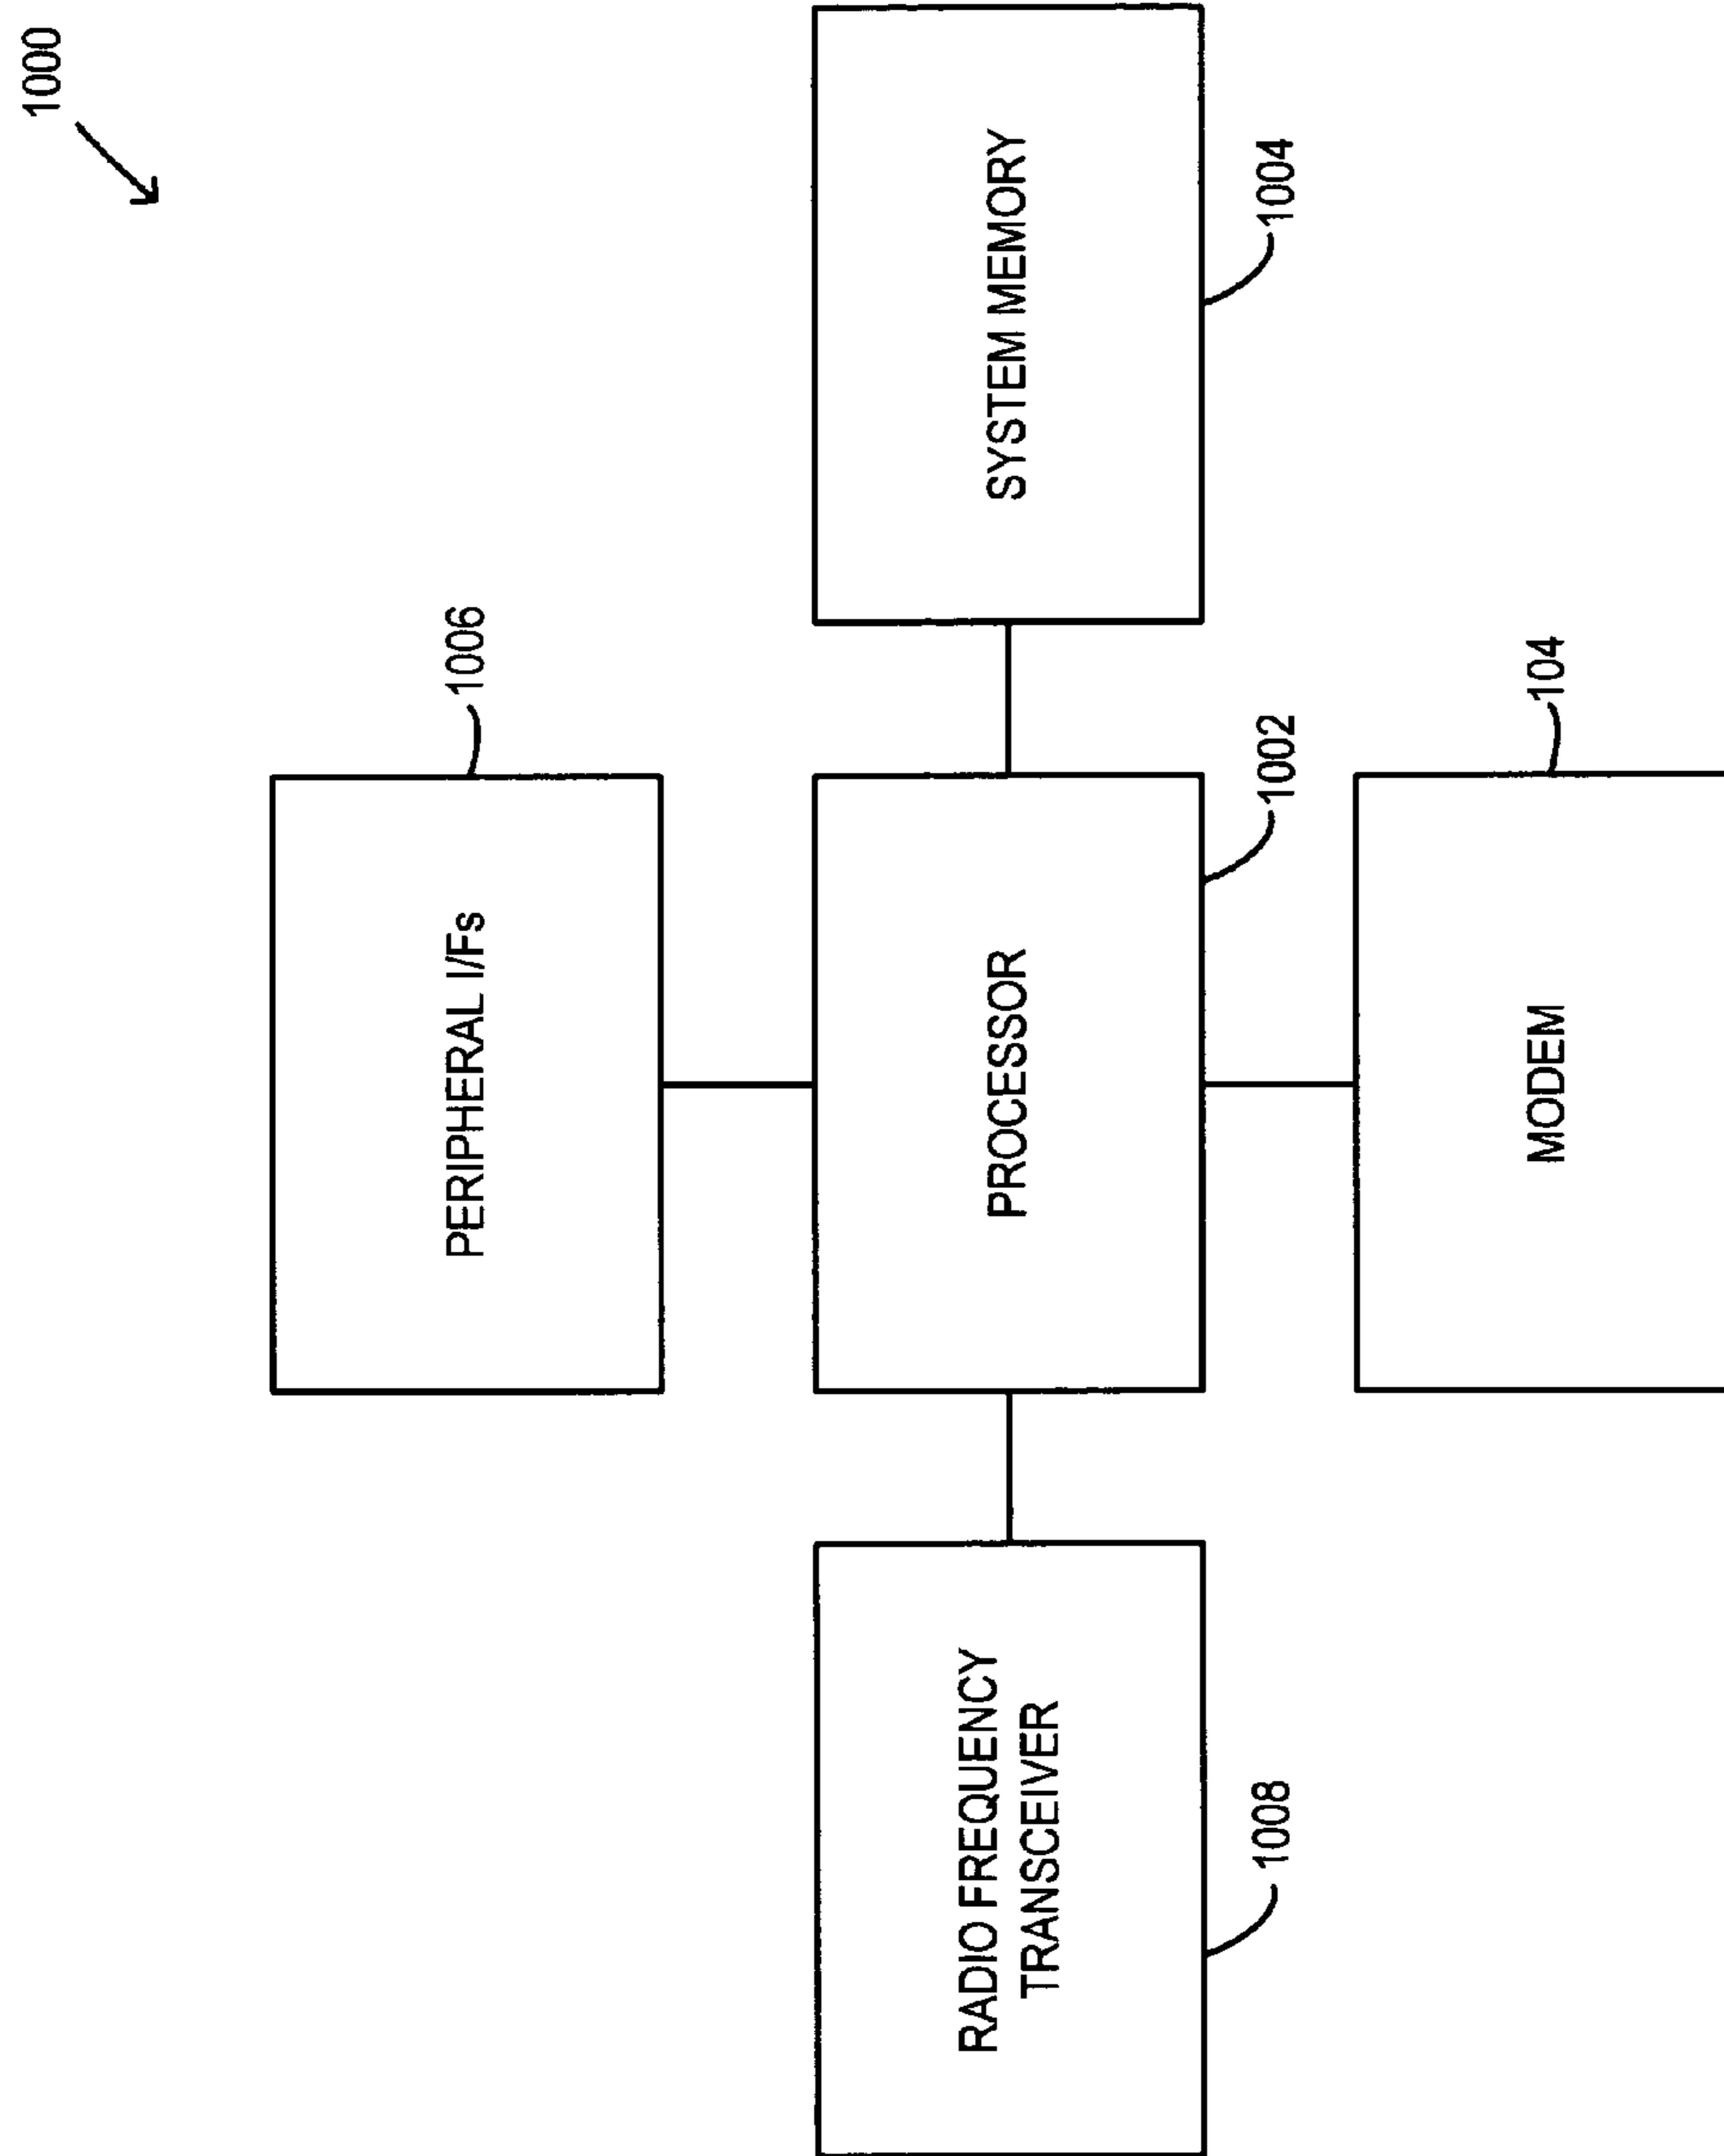 1000
PERIPHERAL I/Fs
1006
RADIO FREQUENCY
TRANSCEIVER
1008
PROCESSOR
1002
SYSTEM MEMORY
1004
MODEM
104